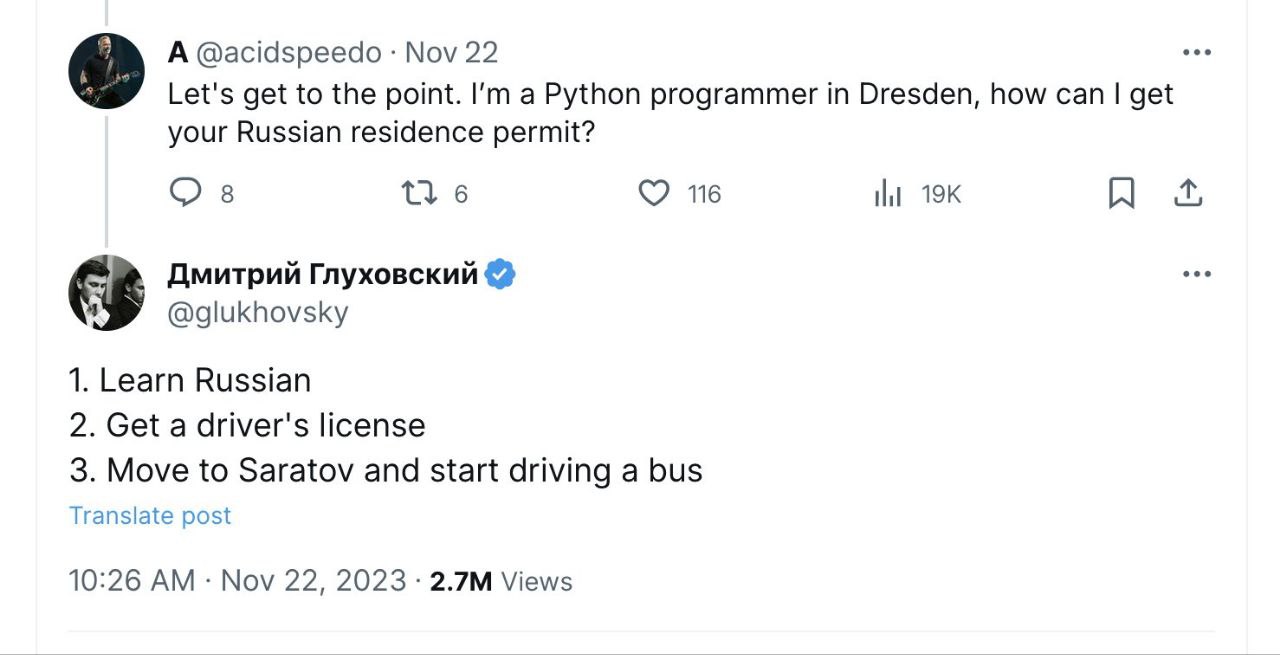 A @acidspeedo · Nov 22
Let's get to the point. I’m a Python programmer in Dresden, how can I get
your Russian residence permit?
8 6 116 19K
Дмитрий Глуховский
@glukhovsky
1. Learn Russian
2. Get a driver's license
3. Move to Saratov and start driving a bus
Translate post
10:26 AM · Nov 22, 2023 · 2.7M Views